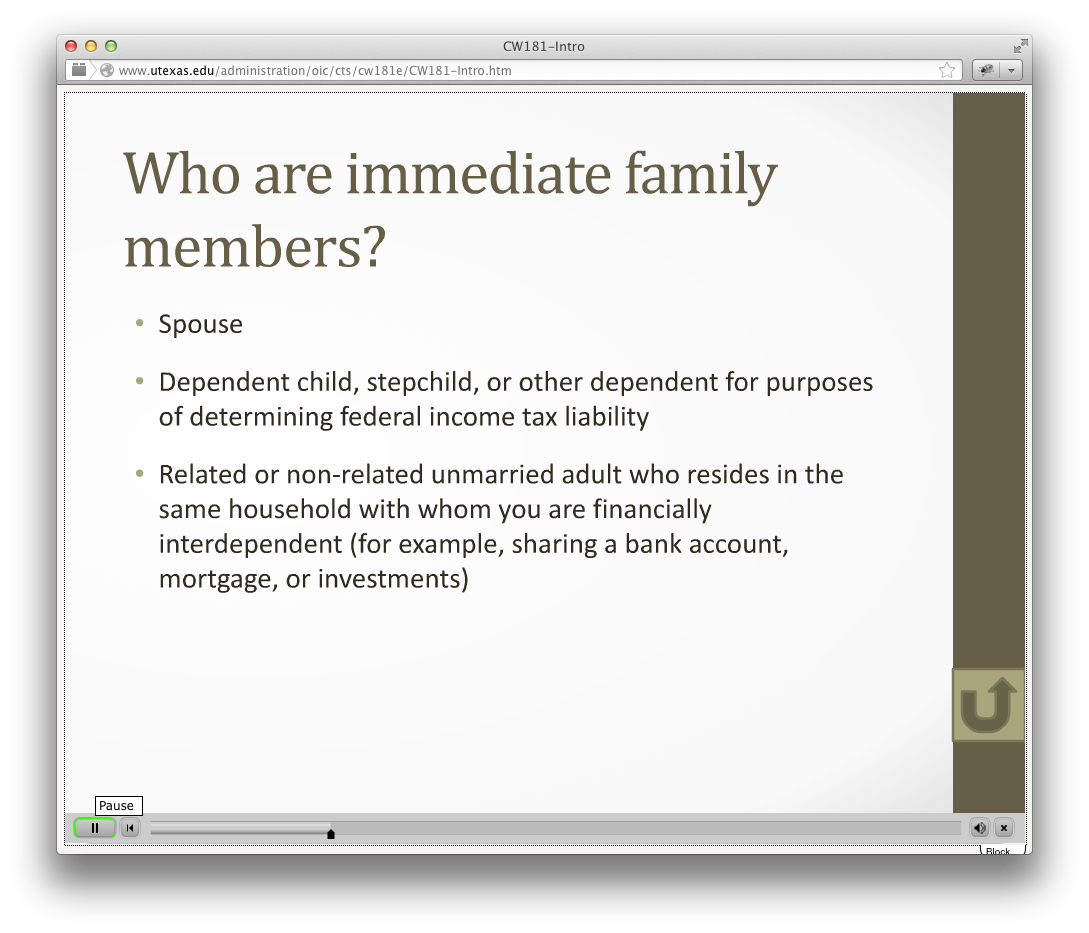 CW181-Intro
www.utexas.edu/administration/oic/cts/cw181e/CW181-Intro.htm
Who are immediate family
members?
• Spouse
• Dependent child, stepchild, or other dependent for purposes
of determining federal income tax liability
• Related or non-related unmarried adult who resides in the
same household with whom you are financially
interdependent (for example, sharing a bank account,
mortgage, or investments)
Pause
Block